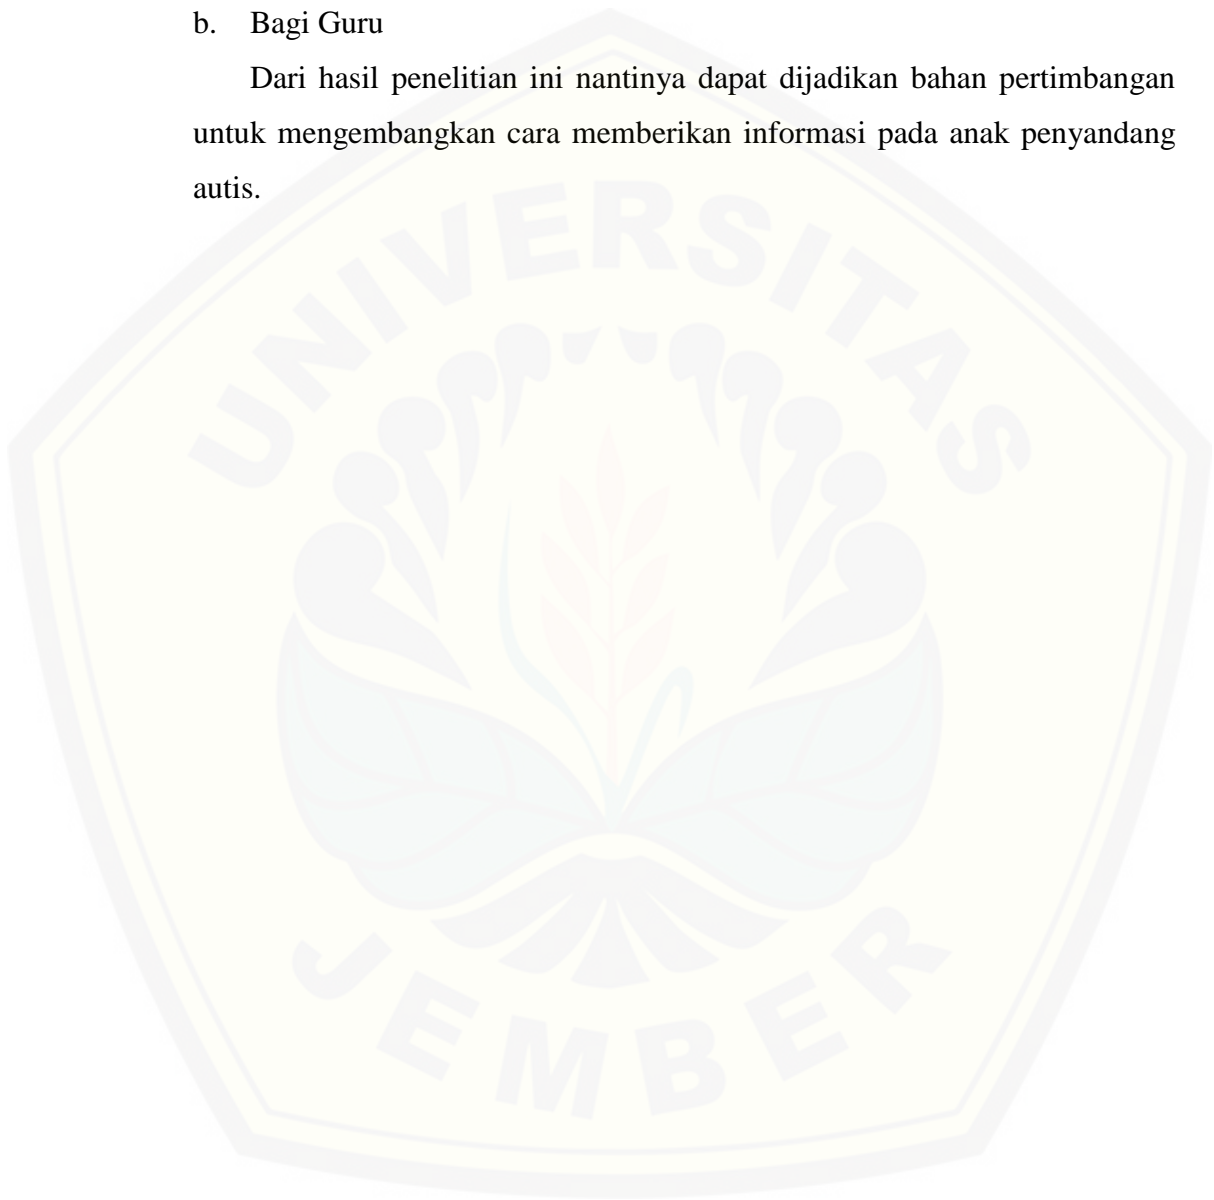 b. Bagi Guru
Dari hasil penelitian ini nantinya dapat dijadikan bahan pertimbangan
untuk mengembangkan cara memberikan informasi pada anak penyandang
autis.
UNIVERSITAS
JEMBER